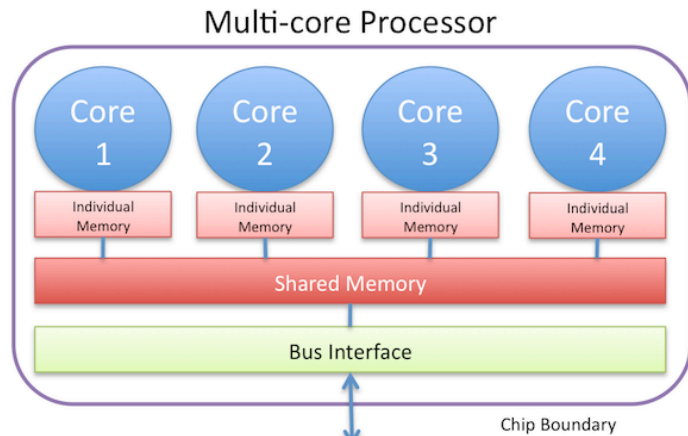 Multi-core Processor
Core
1
Core
2
Core
3
Core
4
Individual
Memory
Individual
Memory
Individual
Memory
Individual
Memory
Shared Memory
Bus Interface
Chip Boundary